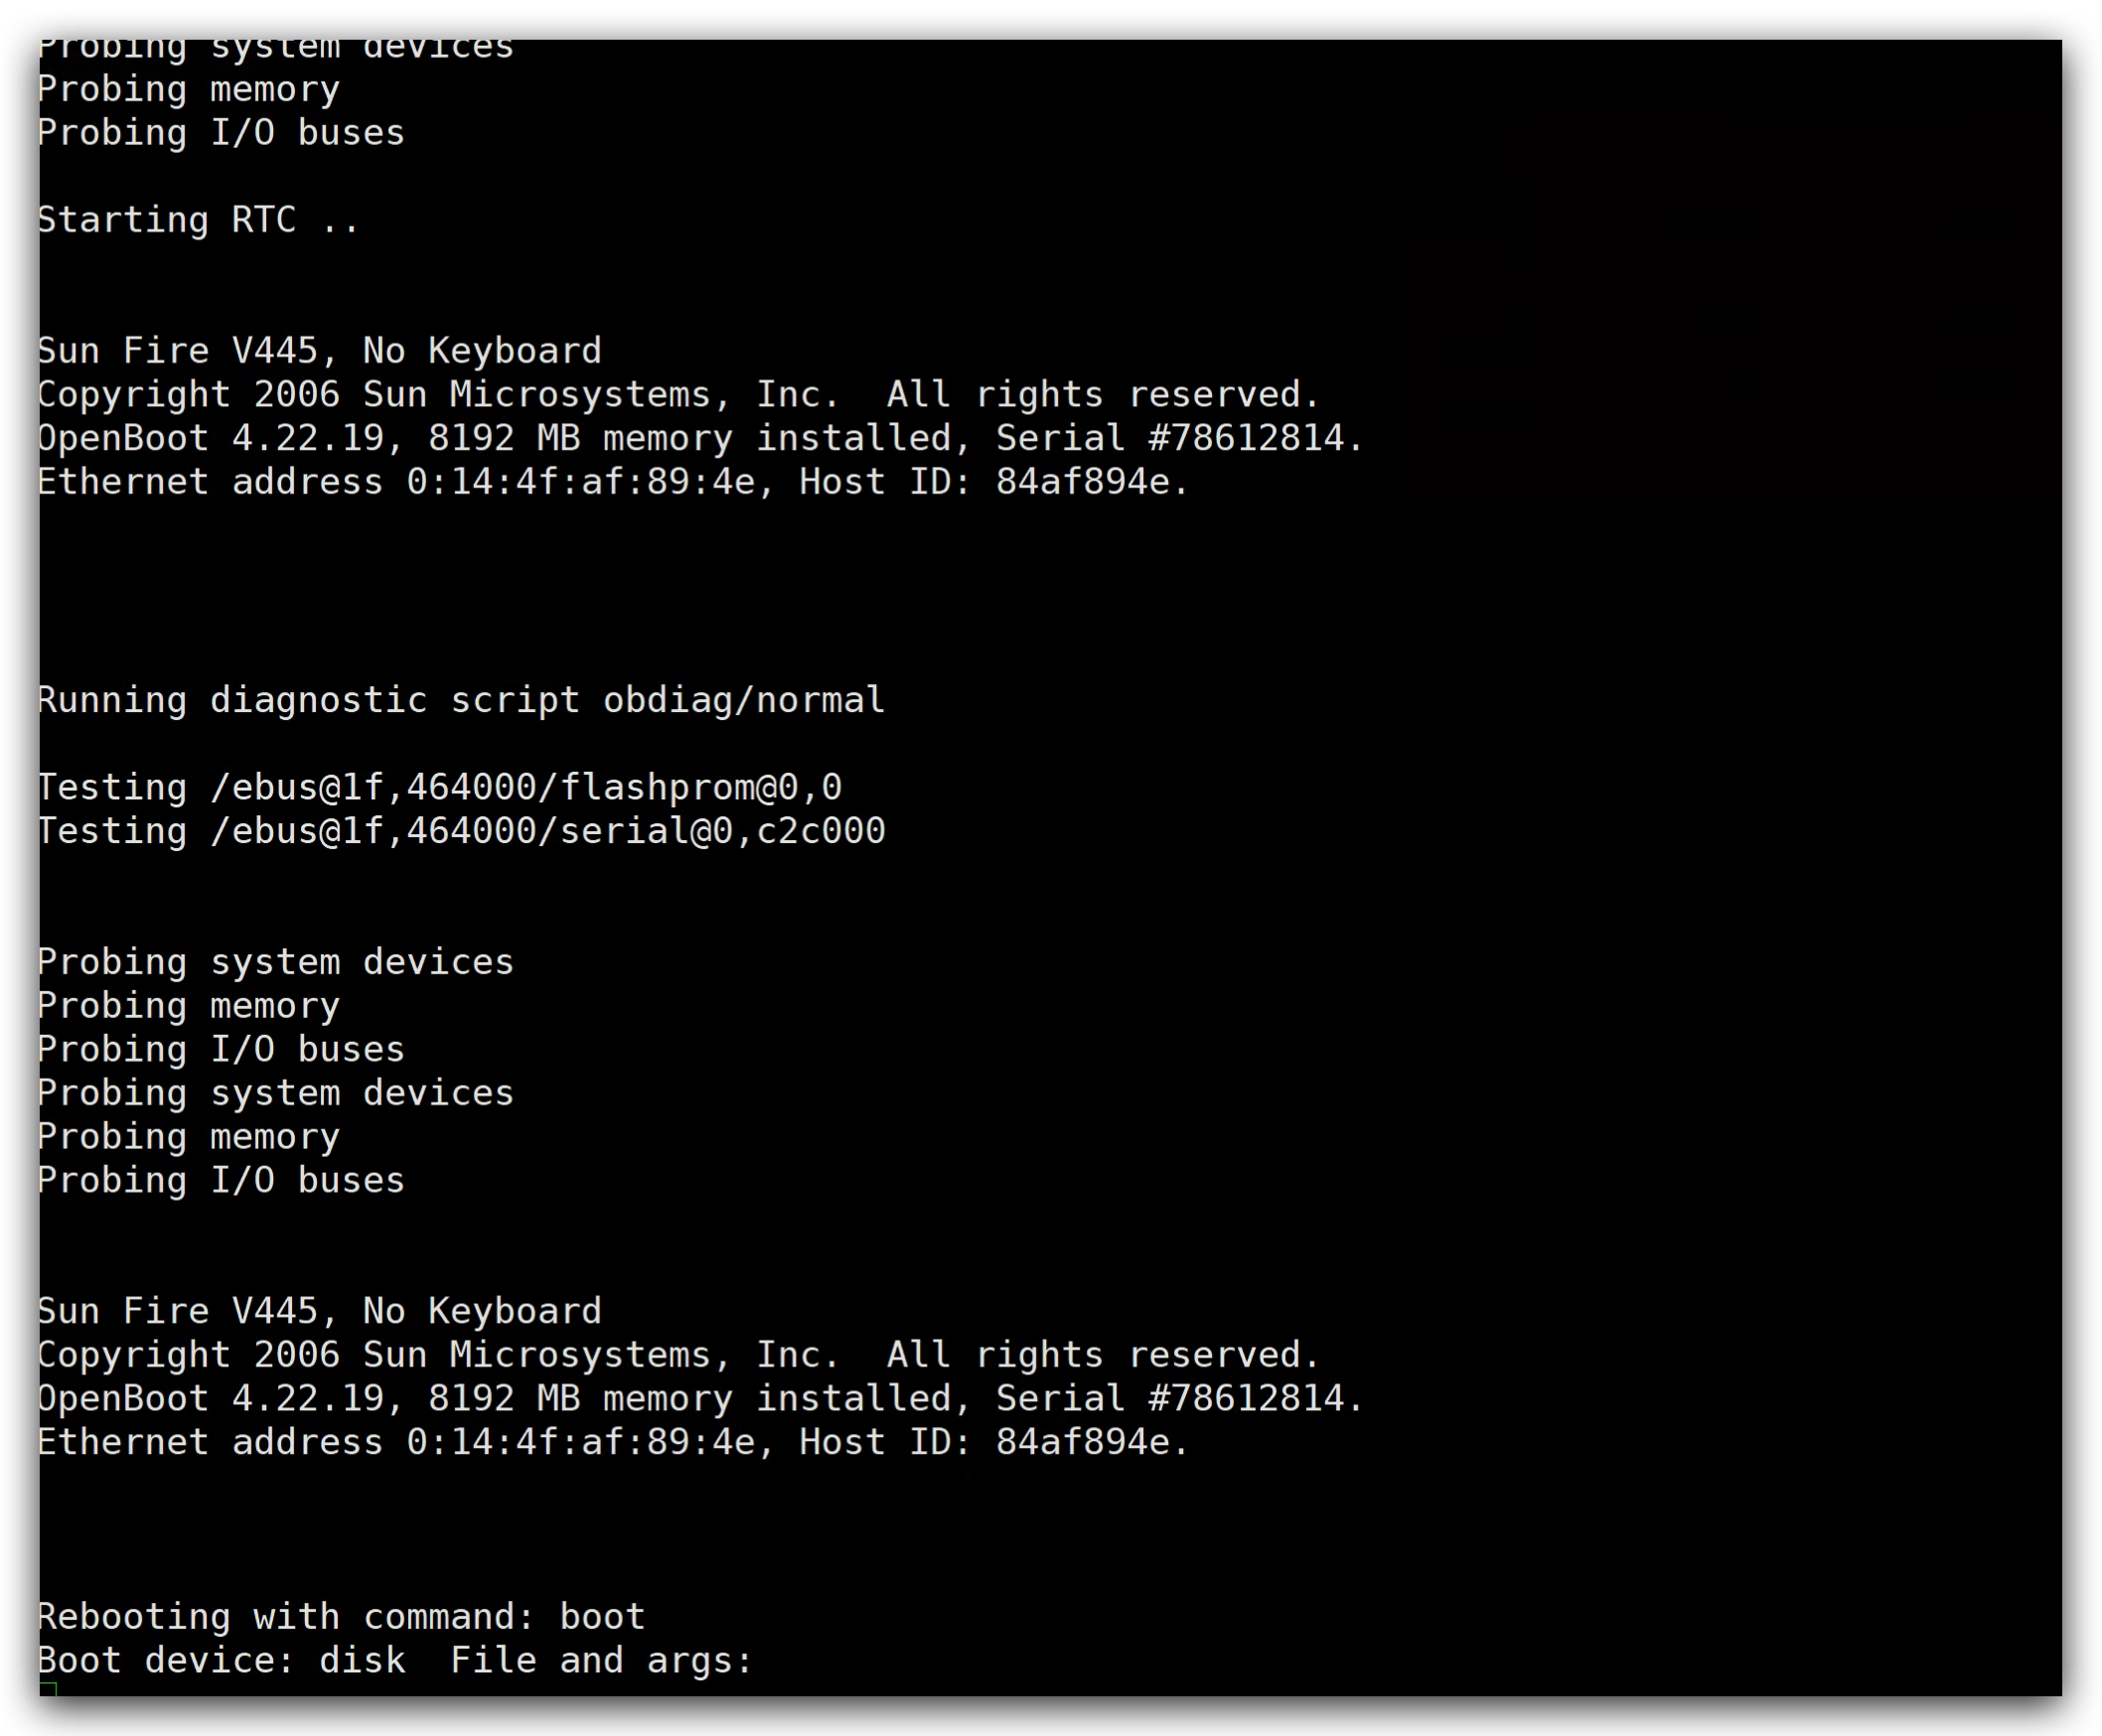 Probing system devices
Probing memory
Probing I/O buses
Starting RTC ..
Sun Fire V445, No Keyboard
Copyright 2006 Sun Microsystems, Inc.  All rights reserved.
OpenBoot 4.22.19, 8192 MB memory installed, Serial #78612814.
Ethernet address 0:14:4f:af:89:4e, Host ID: 84af894e.
Running diagnostic script obdiag/normal
Testing /ebus@1f,464000/flashprom@0,0
Testing /ebus@1f,464000/serial@0,c2c000
Probing system devices
Probing memory
Probing I/O buses
Probing system devices
Probing memory
Probing I/O buses
Sun Fire V445, No Keyboard
Copyright 2006 Sun Microsystems, Inc.  All rights reserved.
OpenBoot 4.22.19, 8192 MB memory installed, Serial #78612814.
Ethernet address 0:14:4f:af:89:4e, Host ID: 84af894e.
Rebooting with command: boot
Boot device: disk  File and args: